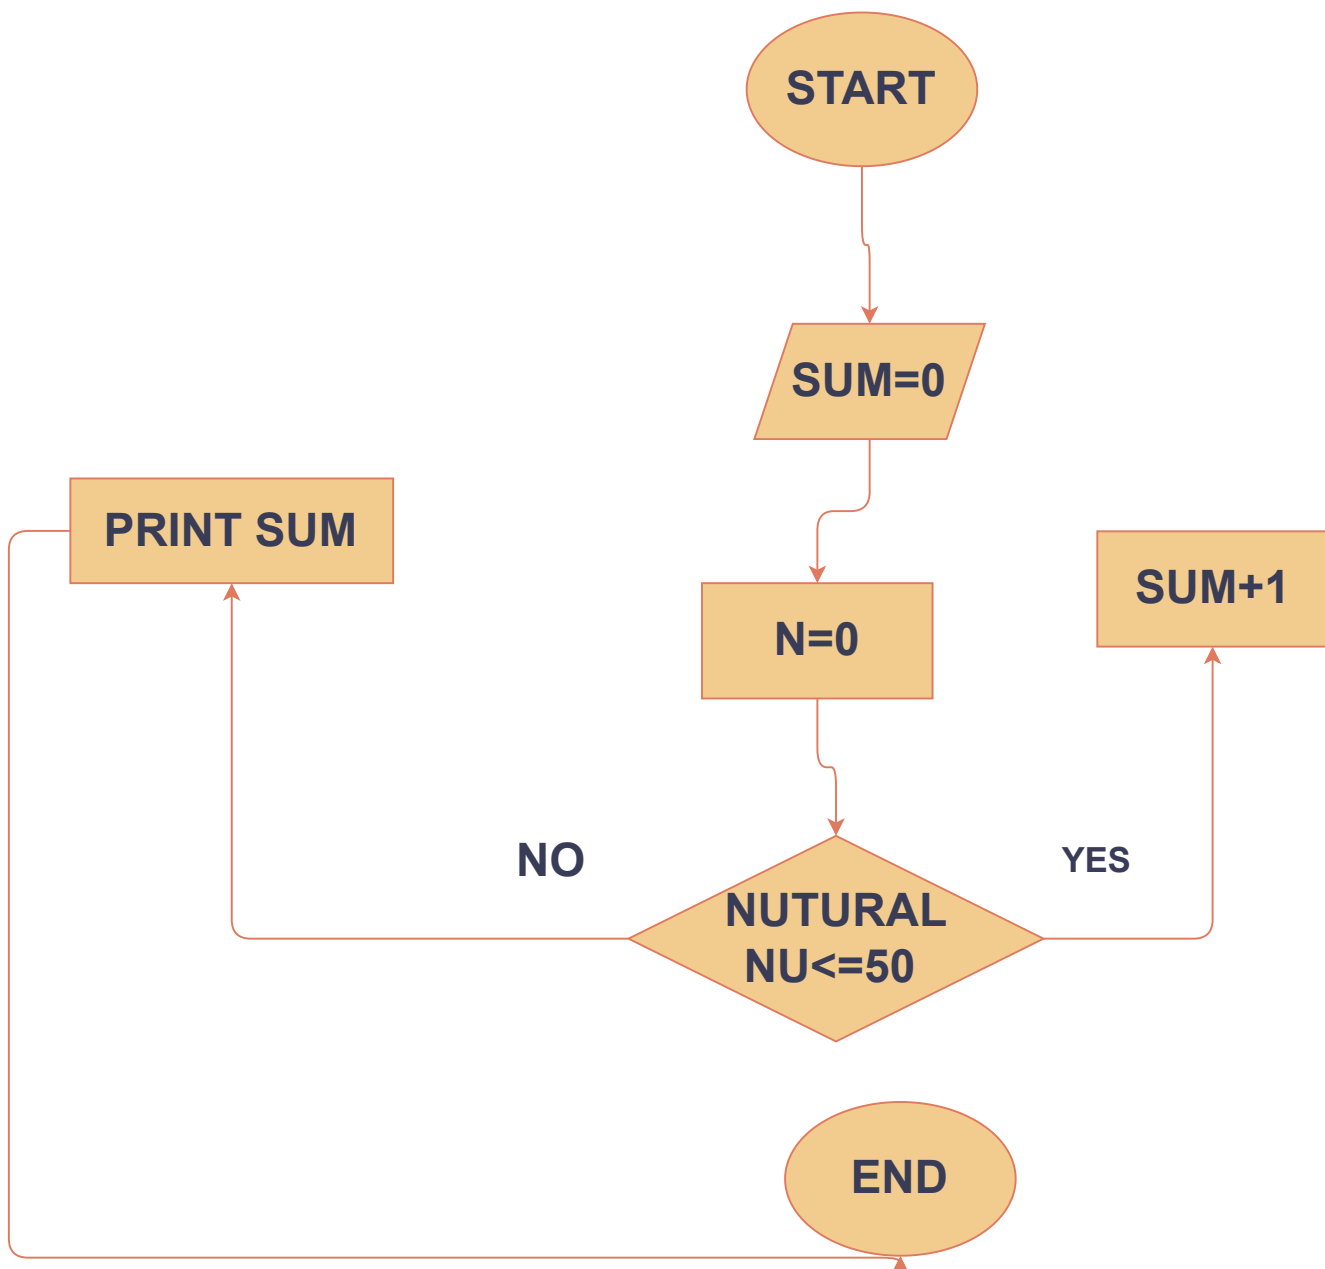 START
SUM=0
PRINT SUM
SUM+1
N=0
NO
YES
NUTURAL
NU<=50
END